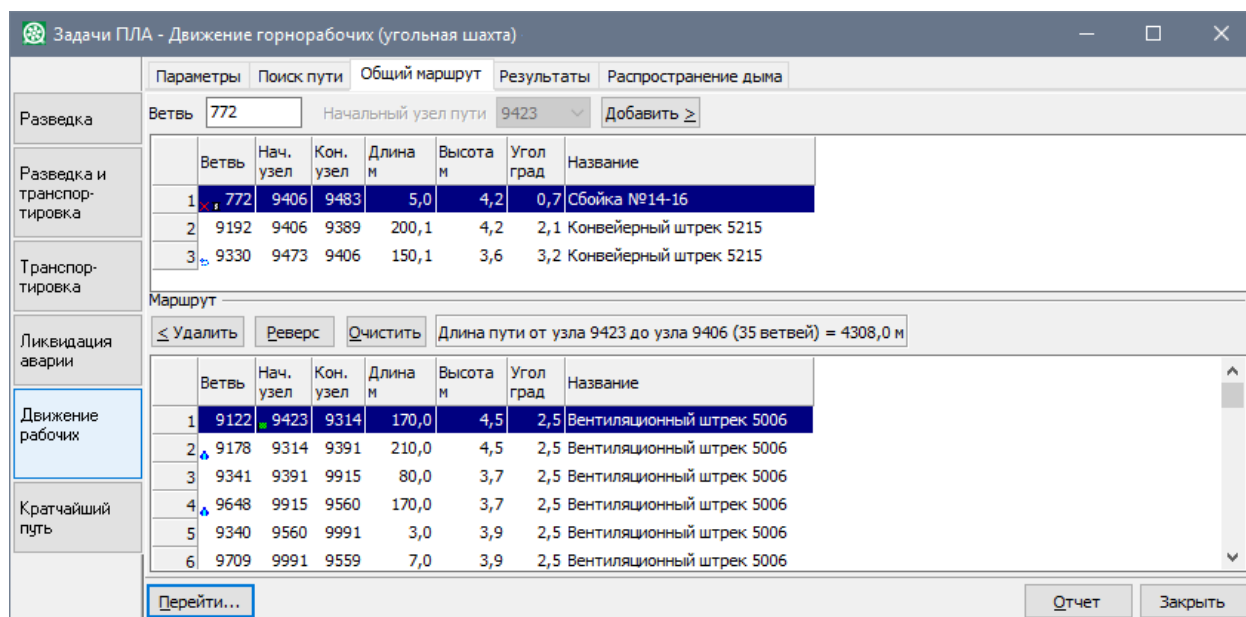 Задачи ПЛА - Движение горнорабочих (угольная шахта)
Параметры Поиск пути Общий маршрут Результаты Распространение дыма
Разведка
Разведка и
транспор-
тировка
Транспор-
тировка
Ликвидация
аварии
Движение
рабочих
Кратчайший
путь
Ветвь 772 Начальный узел пути 9423 Добавить >
Ветвь Нач. узел Кон. узел Длина м Высота м Угол град Название
1 772 9406 9483 5,0 4,2 0,7 Сбойка №14-16
2 9192 9406 9389 200,1 4,2 2,1 Конвейерный штрек 5215
3 9330 9473 9406 150,1 3,6 3,2 Конвейерный штрек 5215
Маршрут
< Удалить Реверс Очистить Длина пути от узла 9423 до узла 9406 (35 ветвей) = 4308,0 м
Ветвь Нач. узел Кон. узел Длина м Высота м Угол град Название
1 9122 9423 9314 170,0 4,5 2,5 Вентиляционный штрек 5006
2 9178 9314 9391 210,0 4,5 2,5 Вентиляционный штрек 5006
3 9341 9391 9915 80,0 3,7 2,5 Вентиляционный штрек 5006
4 9648 9915 9560 170,0 3,7 2,5 Вентиляционный штрек 5006
5 9340 9560 9991 3,0 3,9 2,5 Вентиляционный штрек 5006
6 9709 9991 9559 7,0 3,9 2,5 Вентиляционный штрек 5006
Перейти... Отчет Закрыть